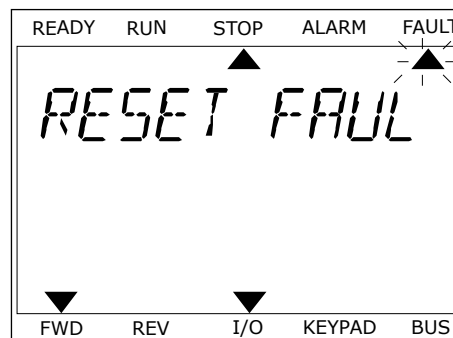 READY RUN STOP ALARM FAULT
RESET FAUL
FWD REV I/O KEYPAD BUS